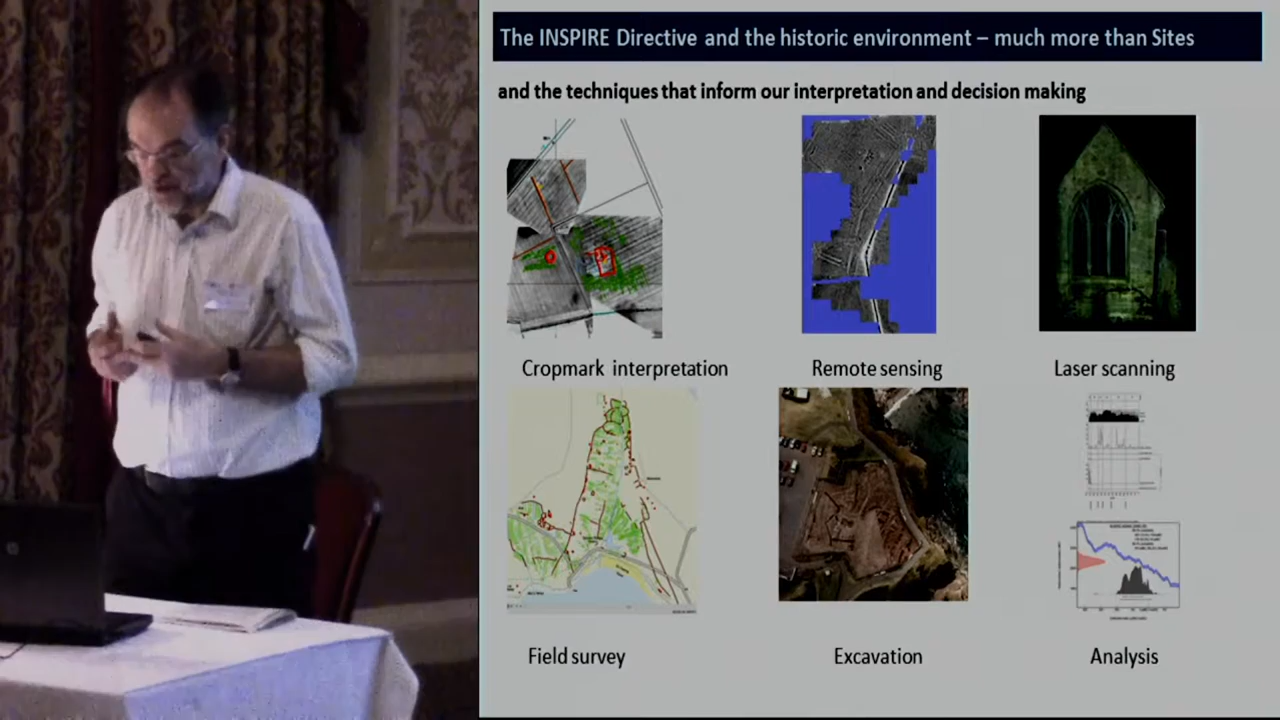 The INSPIRE Directive and the historic environment – much more than Sites
and the techniques that inform our interpretation and decision making
Cropmark interpretation
Remote sensing
Laser scanning
Field survey
Excavation
Analysis